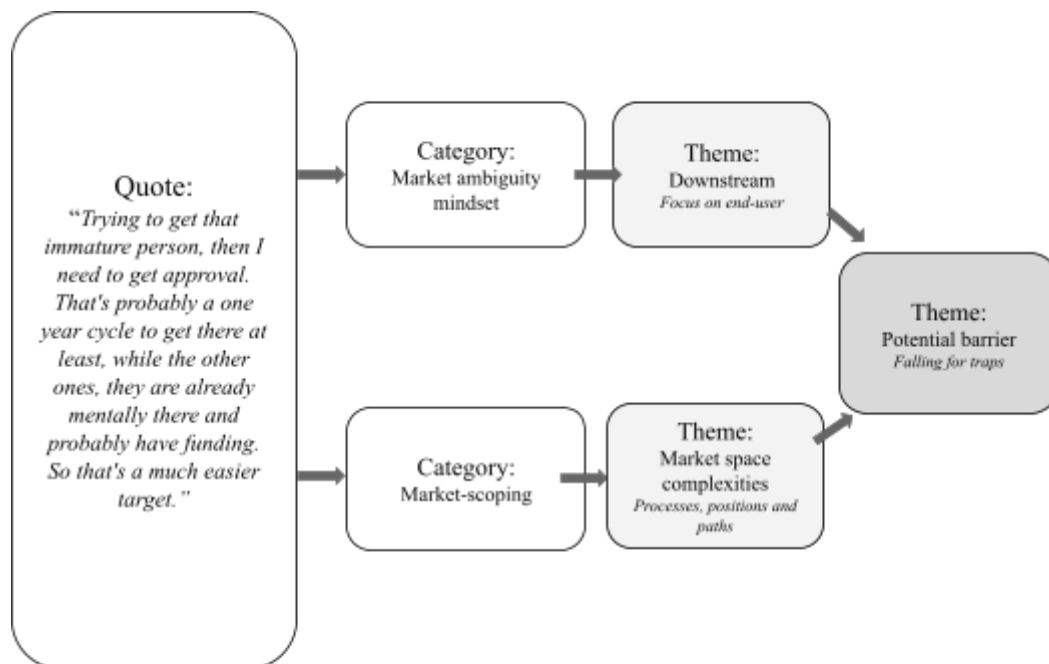 Quote:
“Trying to get that
immature person, then I
need to get approval.
That's probably a one
year cycle to get there at
least, while the other
ones, they are already
mentally there and
probably have funding.
So that's a much easier
target.”
Category:
Market ambiguity
mindset
Theme:
Downstream
Focus on end-user
Category:
Market-scoping
Theme:
Market space
complexities
Processes, positions and
paths
Theme:
Potential barrier
Falling for traps